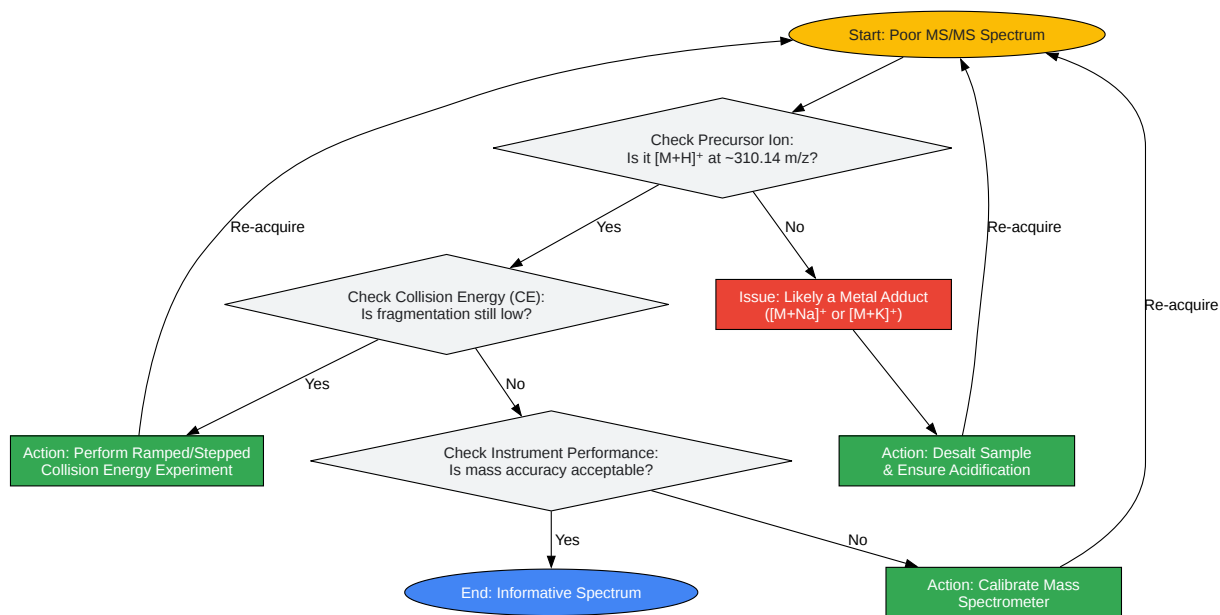 Start: Poor MS/MS Spectrum
Check Precursor Ion:
Is it [M+H]⁺ at ~310.14 m/z?
Re-acquire
Yes
No
Re-acquire
Check Collision Energy (CE):
Is fragmentation still low?
Issue: Likely a Metal Adduct
([M+Na]⁺ or [M+K]⁺)
Re-acquire
Yes
No
Action: Perform Ramped/Stepped
Collision Energy Experiment
Check Instrument Performance:
Is mass accuracy acceptable?
Action: Desalt Sample
& Ensure Acidification
Yes
No
End: Informative Spectrum
Action: Calibrate Mass
Spectrometer